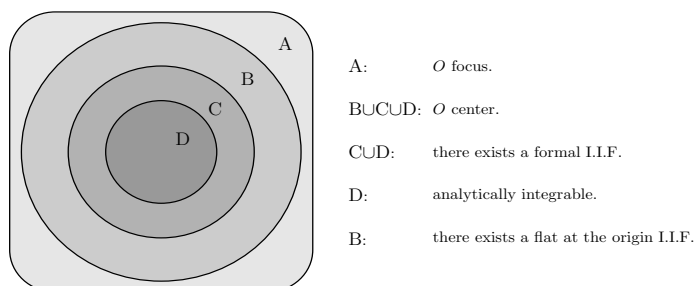 A
B
C
D
A: O focus.
B∪C∪D: O center.
C∪D: there exists a formal I.I.F.
D: analytically integrable.
B: there exists a flat at the origin I.I.F.